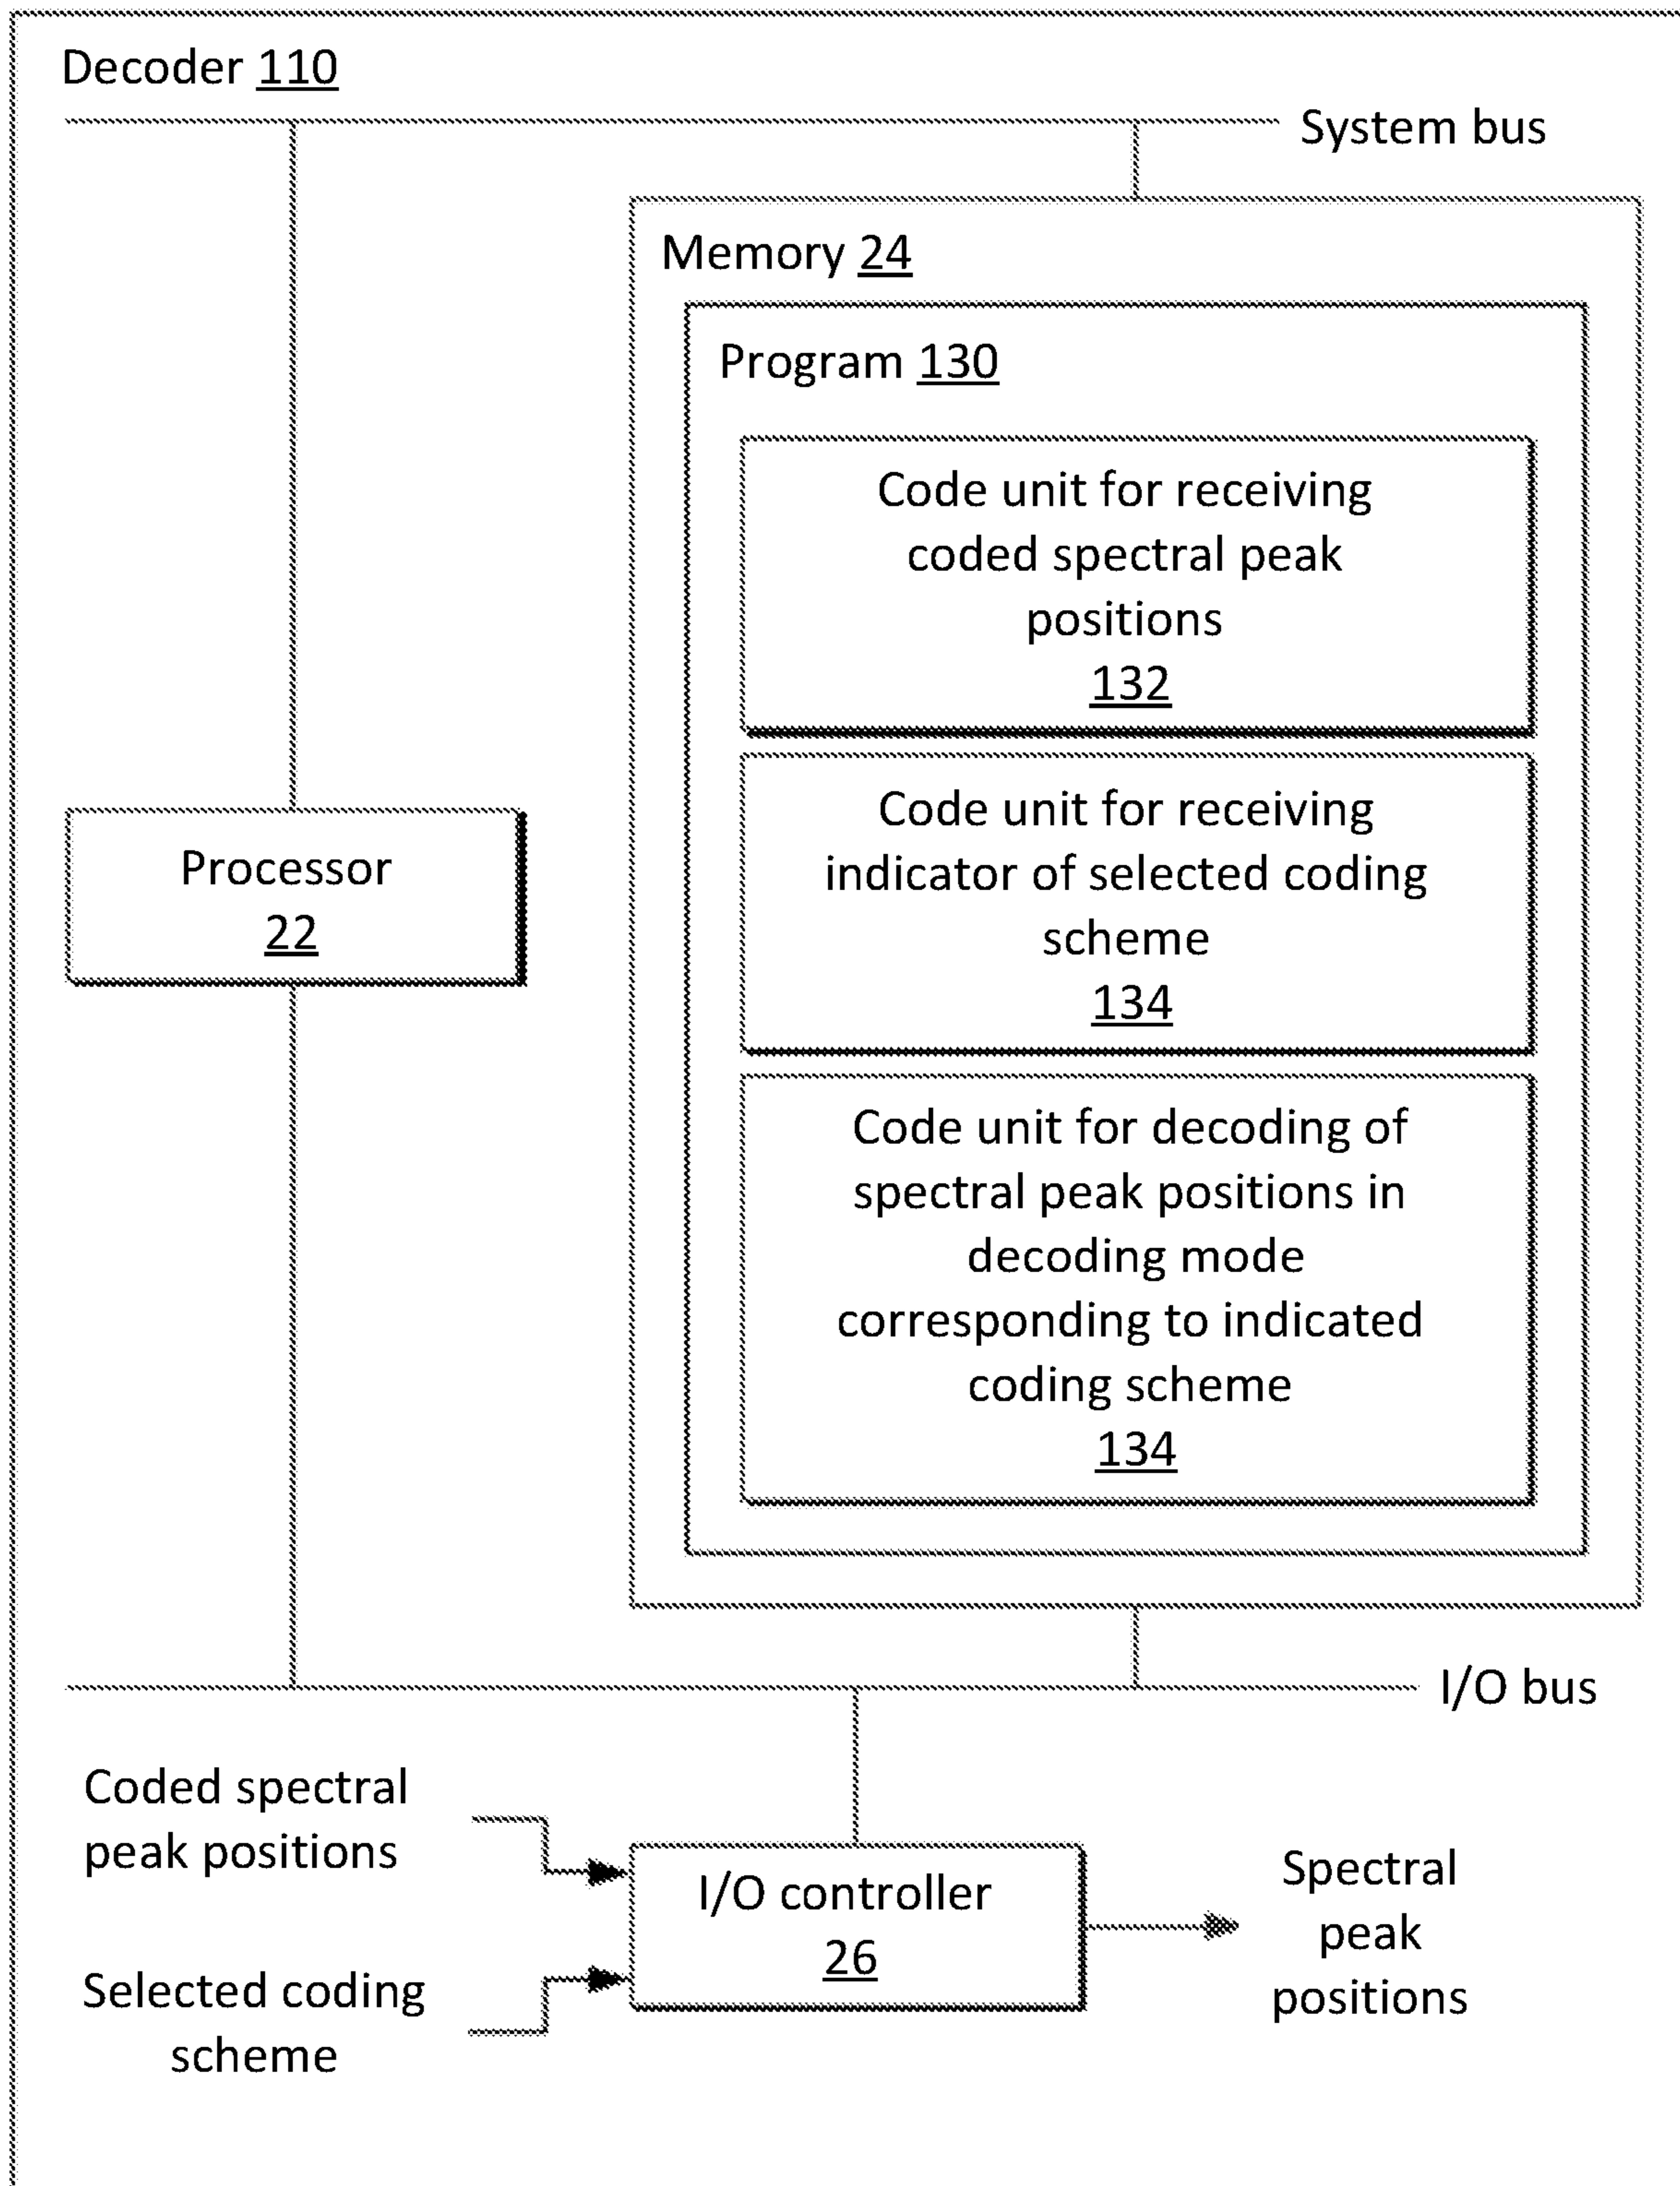 Decoder 110
System bus
Memory 24
Program 130
Code unit for receiving
coded spectral peak
positions
132
Code unit for receiving
indicator of selected coding
scheme
134
Code unit for decoding of
spectral peak positions in
decoding mode
corresponding to indicated
coding scheme
134
Processor
22
I/O bus
Coded spectral
peak positions
Selected coding
scheme
I/O controller
26
Spectral
peak
positions